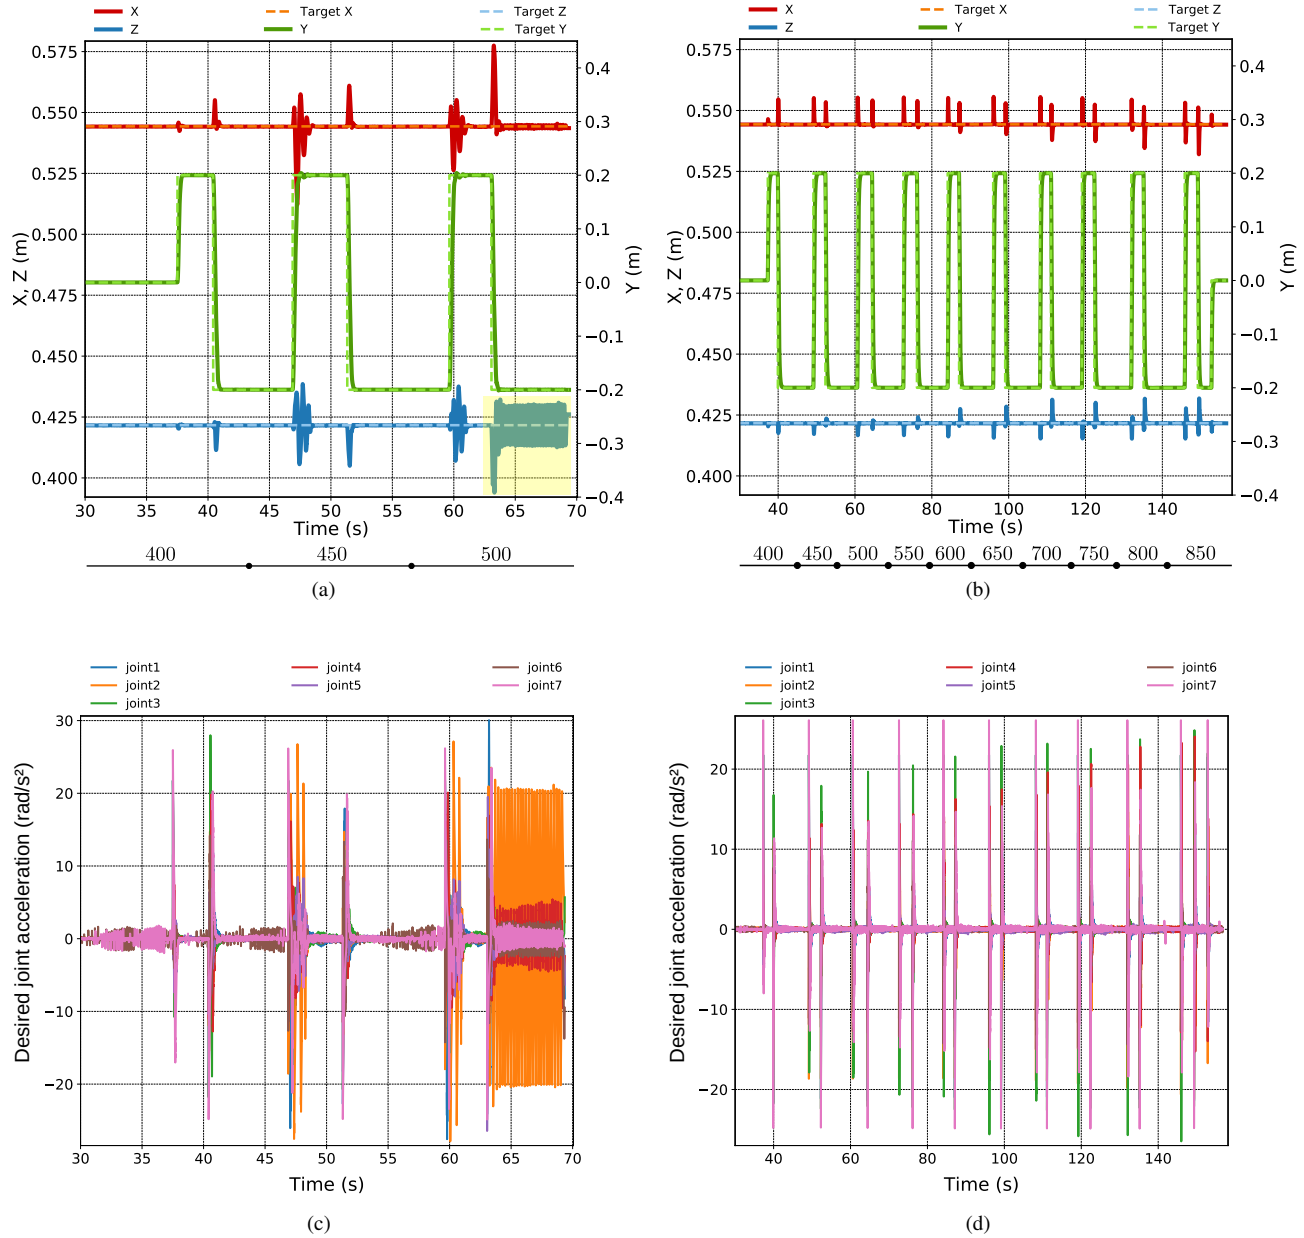 X Target X Target Z
Z Y Target Y
0.575
0.550
0.525
0.500
0.475
0.450
0.425
0.400
X, Z (m)
0.4
0.3
0.2
0.1
0.0
−0.1
−0.2
−0.3
−0.4
Y (m)
30 35 40 45 50 55 60 65 70
Time (s)
400 450 500
(a)
X Target X Target Z
Z Y Target Y
0.575
0.550
0.525
0.500
0.475
0.450
0.425
0.400
X, Z (m)
0.4
0.3
0.2
0.1
0.0
−0.1
−0.2
−0.3
−0.4
Y (m)
40 60 80 100 120 140
Time (s)
400 450 500 550 600 650 700 750 800 850
(b)
joint1 joint4 joint6
joint2 joint5 joint7
joint3
30
20
10
0
−10
−20
Desired joint acceleration (rad/s²)
30 35 40 45 50 55 60 65 70
Time (s)
(c)
joint1 joint4 joint6
joint2 joint5 joint7
joint3
20
10
0
−10
−20
Desired joint acceleration (rad/s²)
40 60 80 100 120 140
Time (s)
(d)